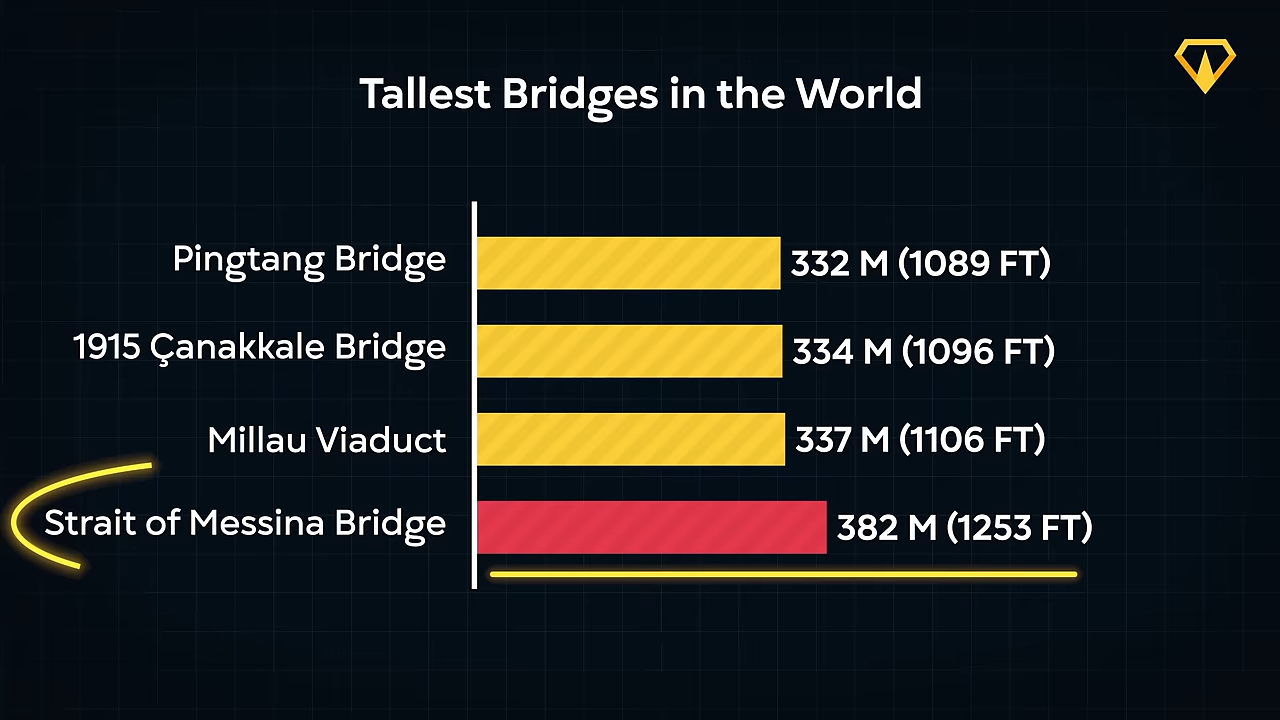 Tallest Bridges in the World
Pingtang Bridge 332 M (1089 FT)
1915 Çanakkale Bridge 334 M (1096 FT)
Millau Viaduct 337 M (1106 FT)
Strait of Messina Bridge 382 M (1253 FT)